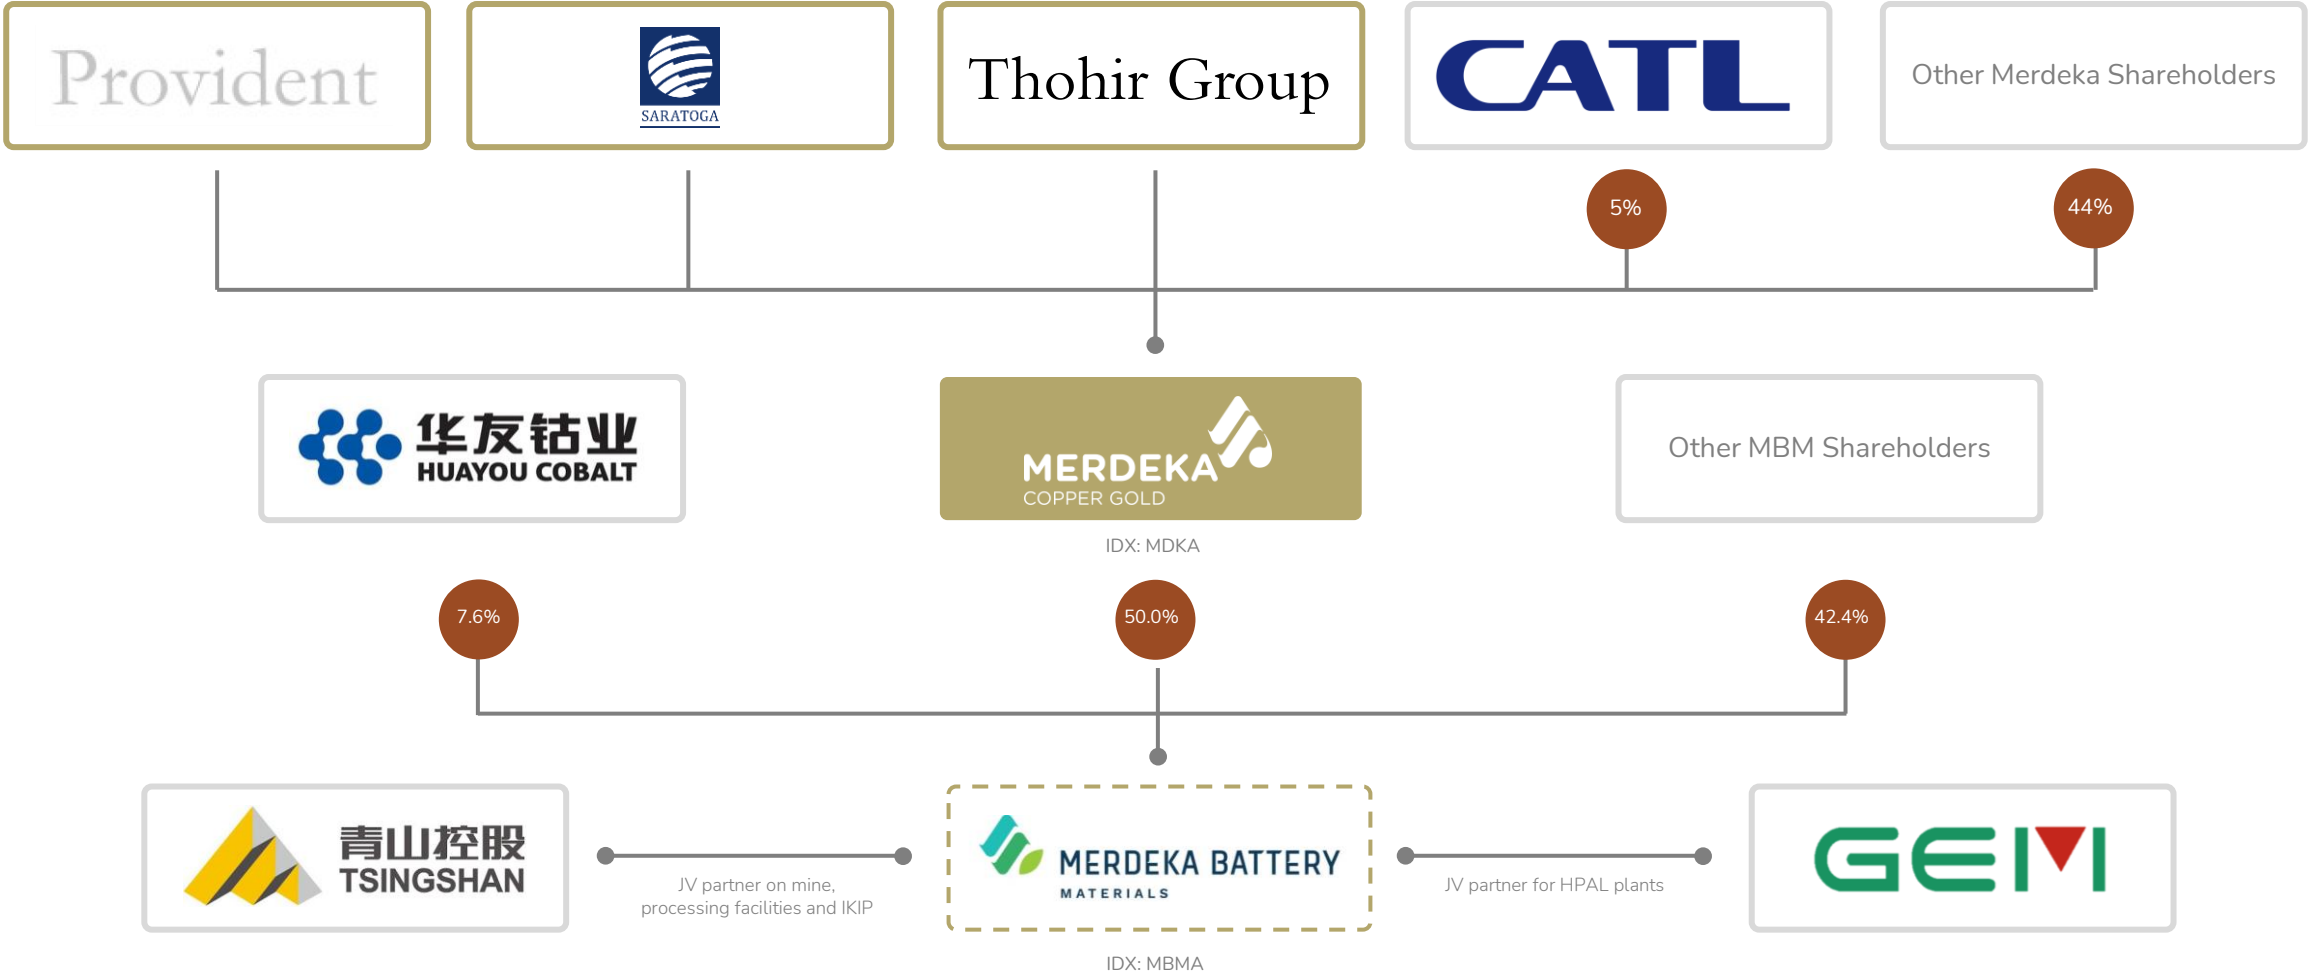 Provident
SARATOGA
Thohir Group
CATL
Other Merdeka Shareholders
5%
44%
华友钴业
HUAYOU COBALT
MERDEKA
COPPER GOLD
Other MBM Shareholders
IDX: MDKA
7.6%
50.0%
42.4%
青山控股
TSINGSHAN
JV partner on mine,
processing facilities and IKIP
MERDEKA BATTERY
MATERIALS
JV partner for HPAL plants
GEM
IDX: MBMA